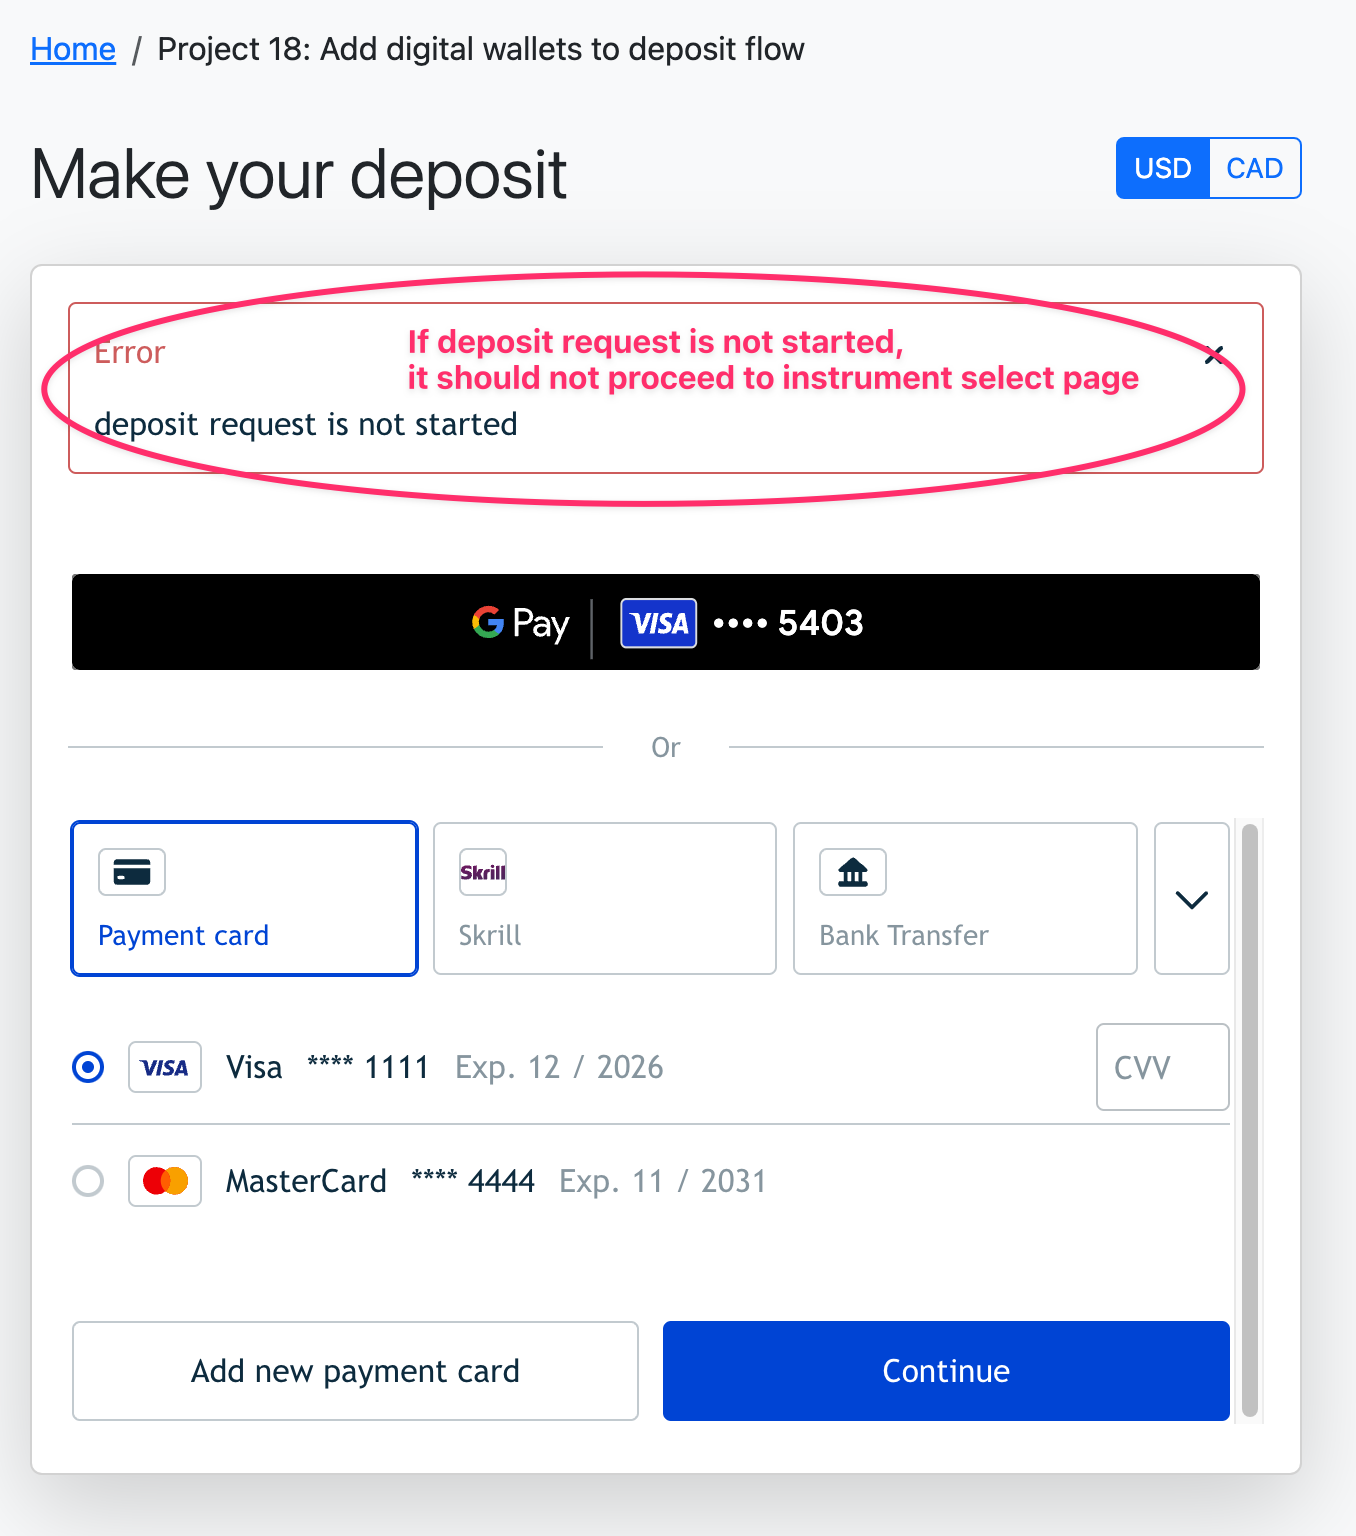 Home / Project 18: Add digital wallets to deposit flow
Make your deposit
USD CAD
Error
If deposit request is not started,
it should not proceed to instrument select page
deposit request is not started
G Pay VISA •••• 5403
Or
Skrill
Payment card
Skrill
Bank Transfer
VISA Visa **** 1111 Exp. 12 / 2026 CVV
MasterCard **** 4444 Exp. 11 / 2031
Add new payment card
Continue